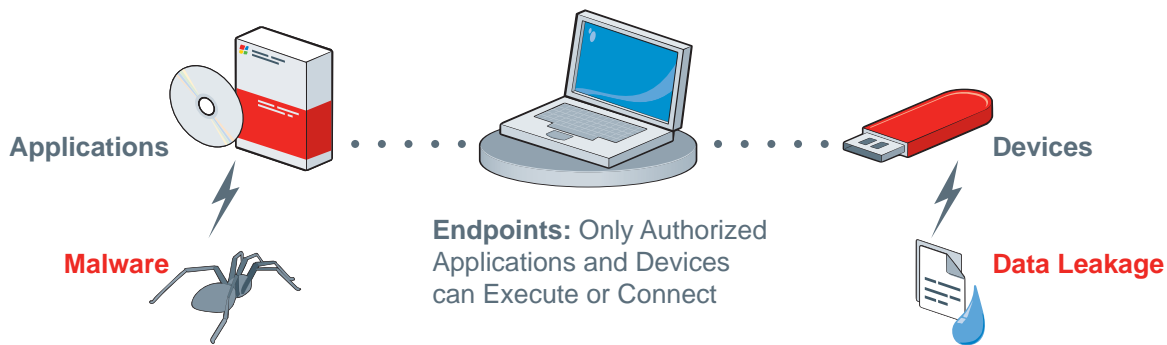 Applications
Devices
Endpoints: Only Authorized
Applications and Devices
can Execute or Connect
Malware
Data Leakage